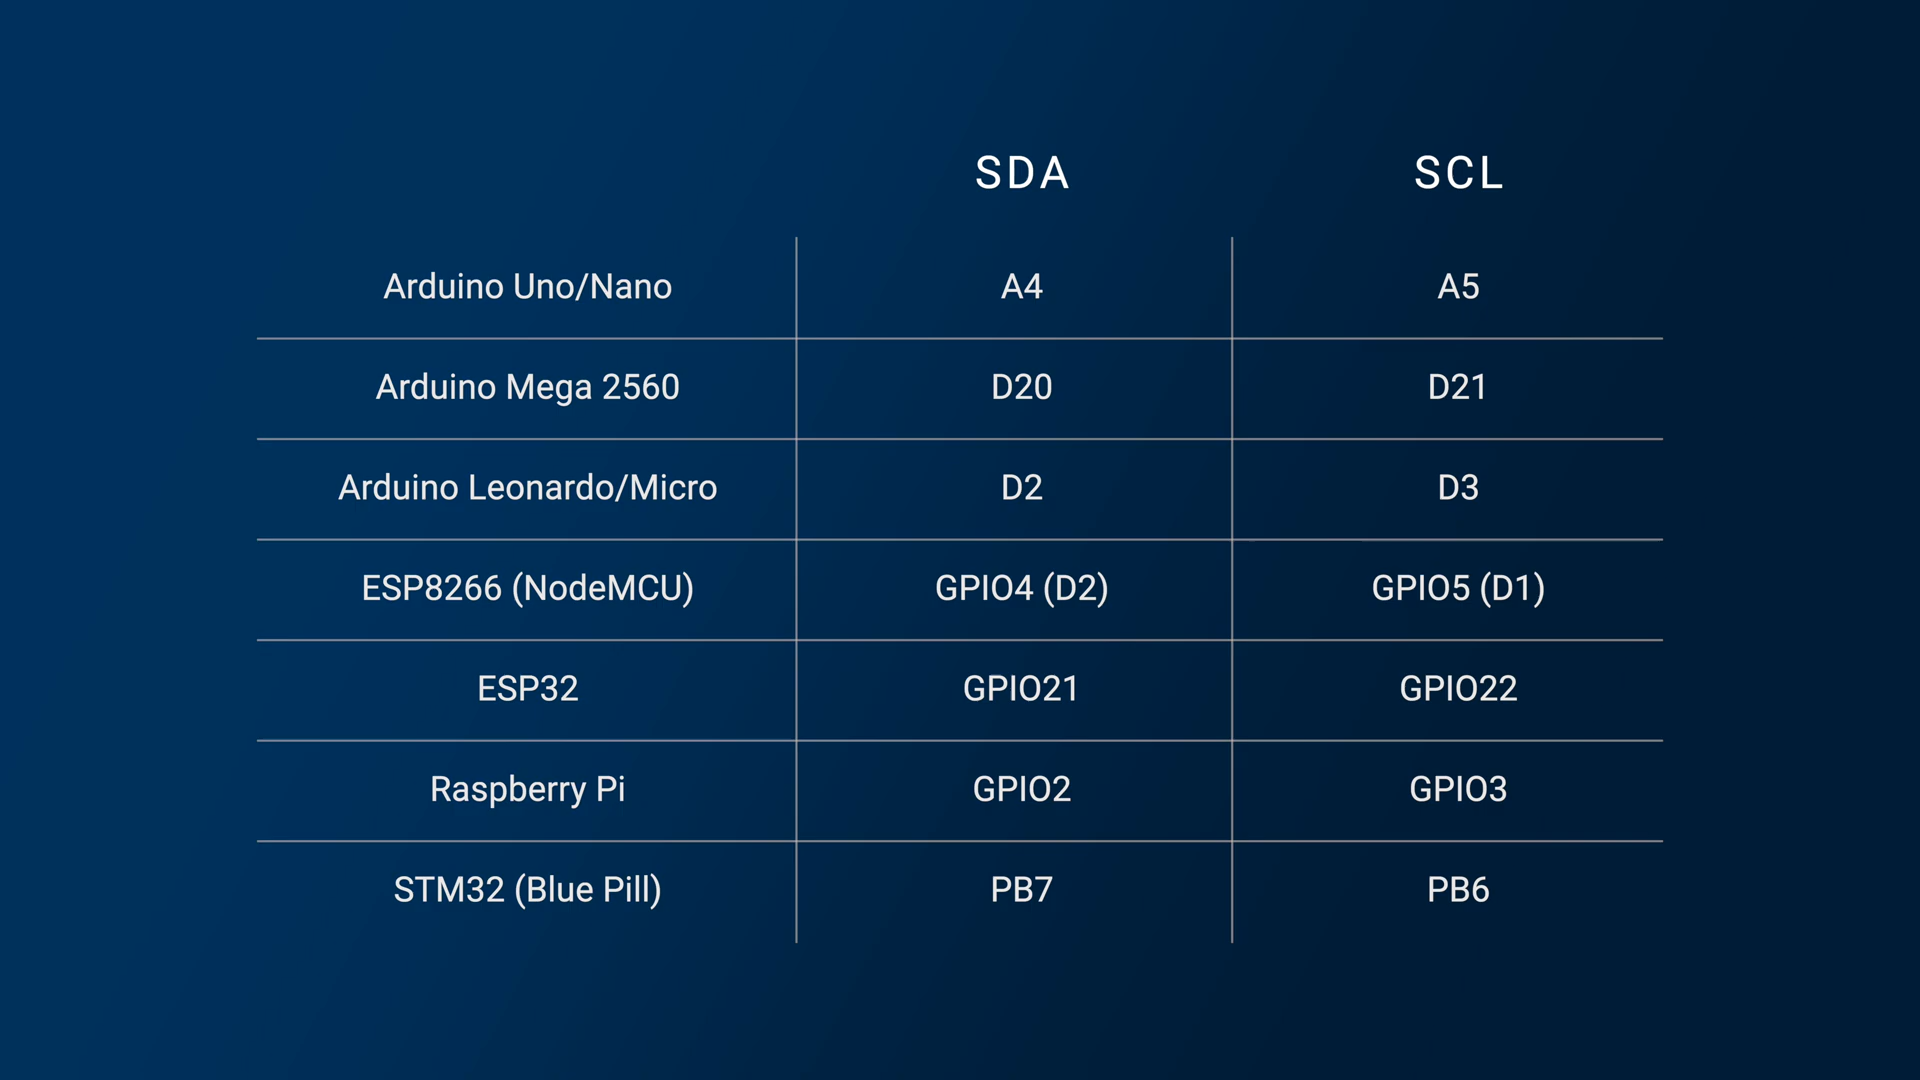 SDA SCL
Arduino Uno/Nano A4 A5
Arduino Mega 2560 D20 D21
Arduino Leonardo/Micro D2 D3
ESP8266 (NodeMCU) GPIO4 (D2) GPIO5 (D1)
ESP32 GPIO21 GPIO22
Raspberry Pi GPIO2 GPIO3
STM32 (Blue Pill) PB7 PB6